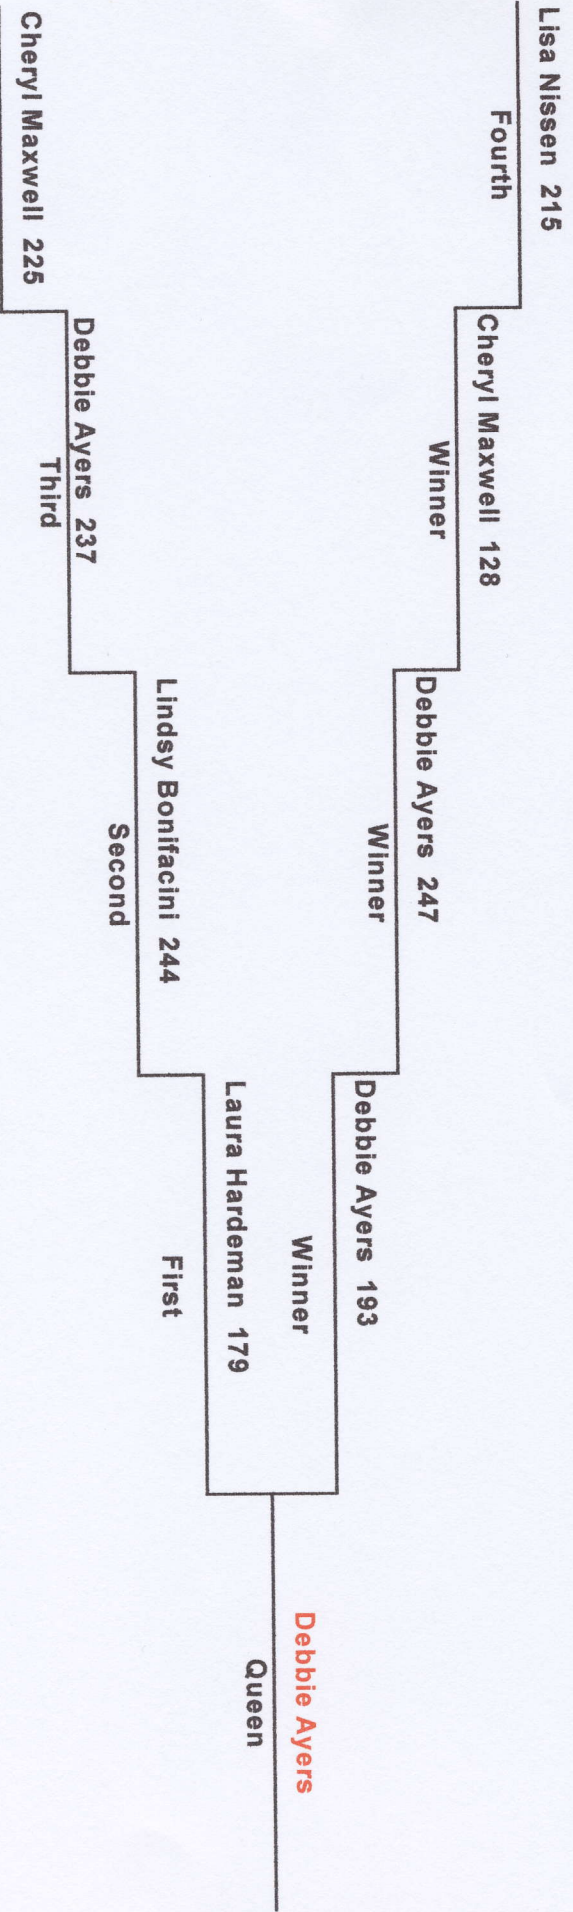 Lisa Nissen 215
Fourth
Cheryl Maxwell 128
Winner
Debbie Ayers 247
Winner
Debbie Ayers 193
Winner
Debbie Ayers
Queen
Laura Hardeman 179
First
Lindsy Bonifacini 244
Second
Debbie Ayers 237
Third
Cheryl Maxwell 225